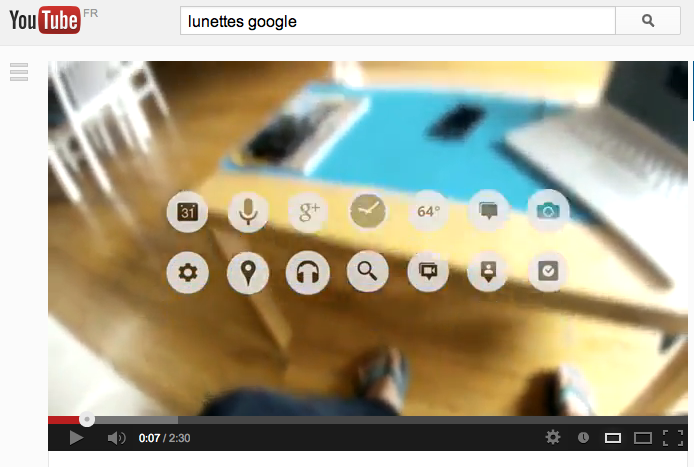 YouTube FR
lunettes google
31
g+
64°
0:07 / 2:30